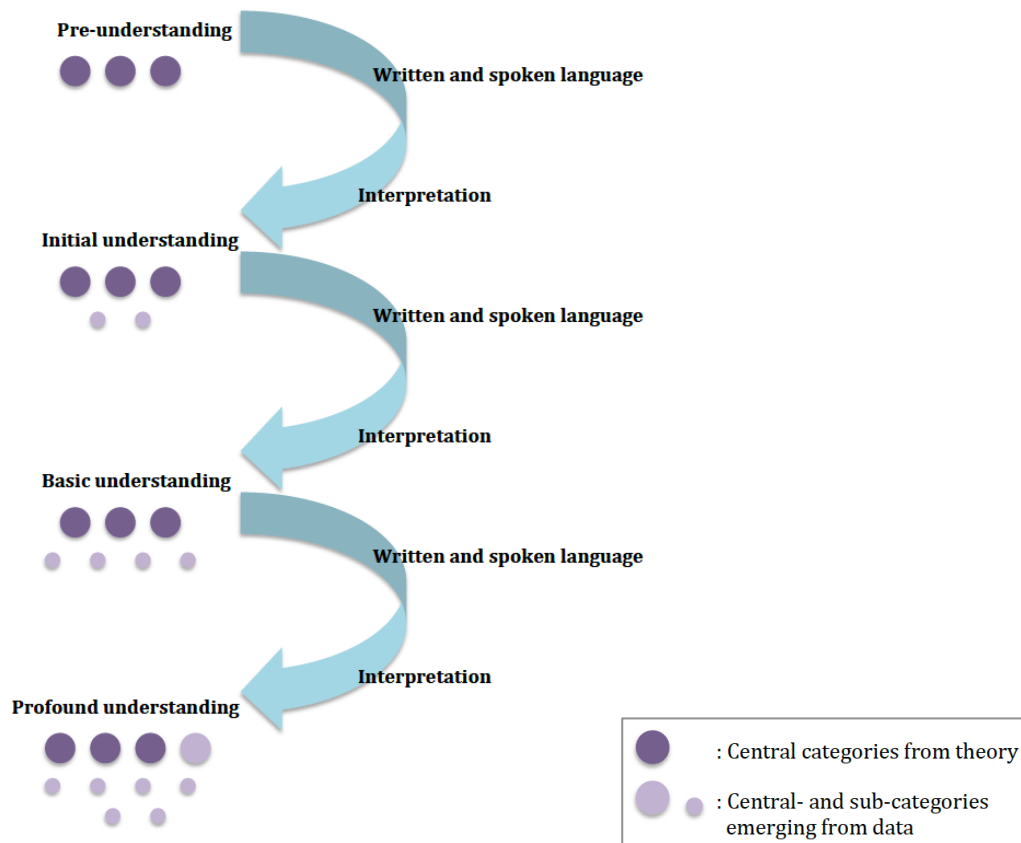 Pre-understanding
Written and spoken language
Interpretation
Initial understanding
Written and spoken language
Interpretation
Basic understanding
Written and spoken language
Interpretation
Profound understanding
: Central categories from theory
: Central- and sub-categories
emerging from data